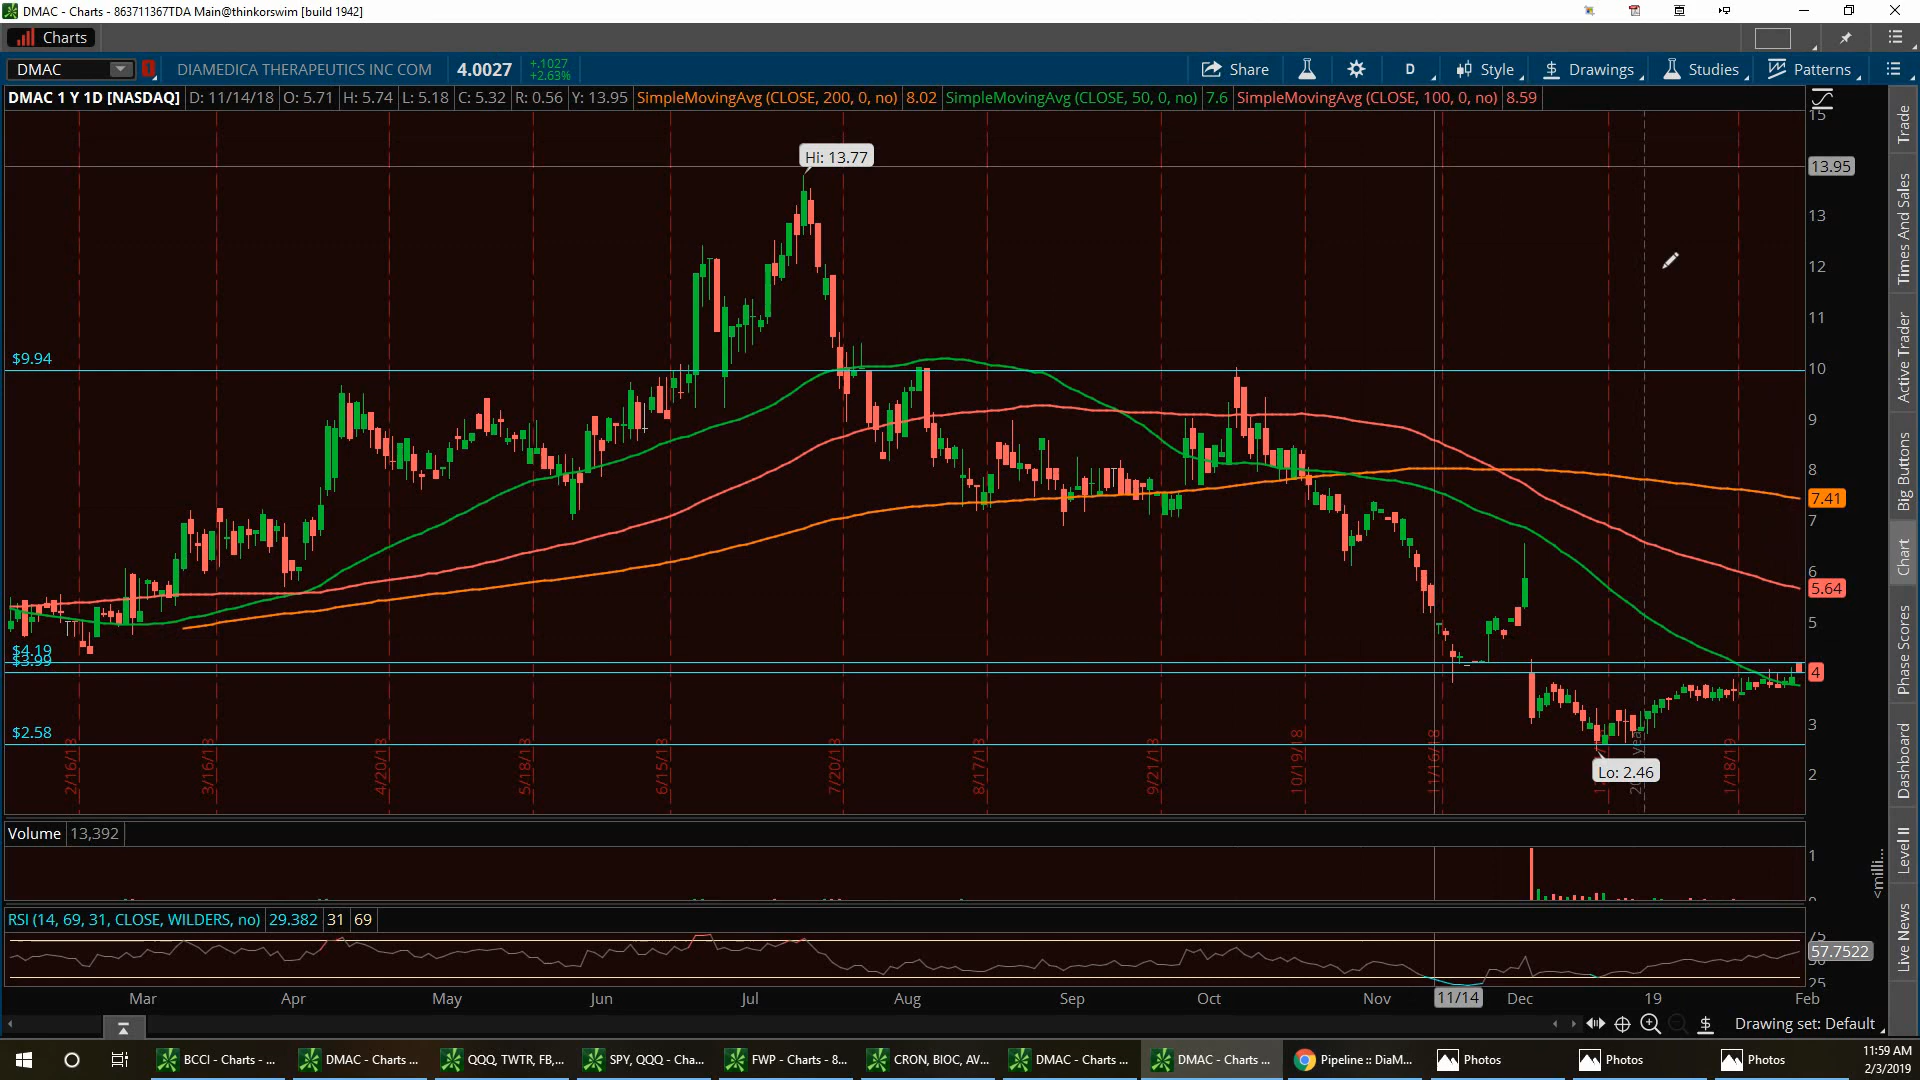 DMAC - Charts - 863711367TDA Main@thinkorswim [build 1942]
Charts
DMAC 1 DIAMEDICA THERAPEUTICS INC COM 4.0027 +.1027 +2.63% Share D Style Drawings Studies Patterns
DMAC 1 Y 1D [NASDAQ] D: 11/14/18 O: 5.71 H: 5.74 L: 5.18 C: 5.32 R: 0.56 Y: 13.95 SimpleMovingAvg (CLOSE, 200, 0, no) 8.02 SimpleMovingAvg (CLOSE, 50, 0, no) 7.6 SimpleMovingAvg (CLOSE, 100, 0, no) 8.59
15
Hi: 13.77
13.95
13
12
11
$9.94
10
9
8
7.41
7
6
5.64
5
$4.19
$3.99
4
3
$2.58
Lo: 2.46
2
2/16/18
3/16/18
4/20/18
5/18/18
6/15/18
7/20/18
8/17/18
9/21/18
10/19/18
11/16/18
1/18/19
Volume 13,392
1
<milli...
RSI (14, 69, 31, CLOSE, WILDERS, no) 29.382 31 69
75
57.7522
25
Mar Apr May Jun Jul Aug Sep Oct Nov 11/14 Dec 19 Feb
Drawing set: Default
Trade
Times And Sales
Active Trader
Big Buttons
Chart
Phase Scores
Dashboard
Level II
Live News
BCCI - Charts - ... DMAC - Charts ... QQQ, TWTR, FB,... SPY, QQQ - Cha... FWP - Charts - 8... CRON, BIOC, AV... DMAC - Charts ... DMAC - Charts ... Pipeline :: DiaM... Photos Photos Photos
11:59 AM
2/3/2019